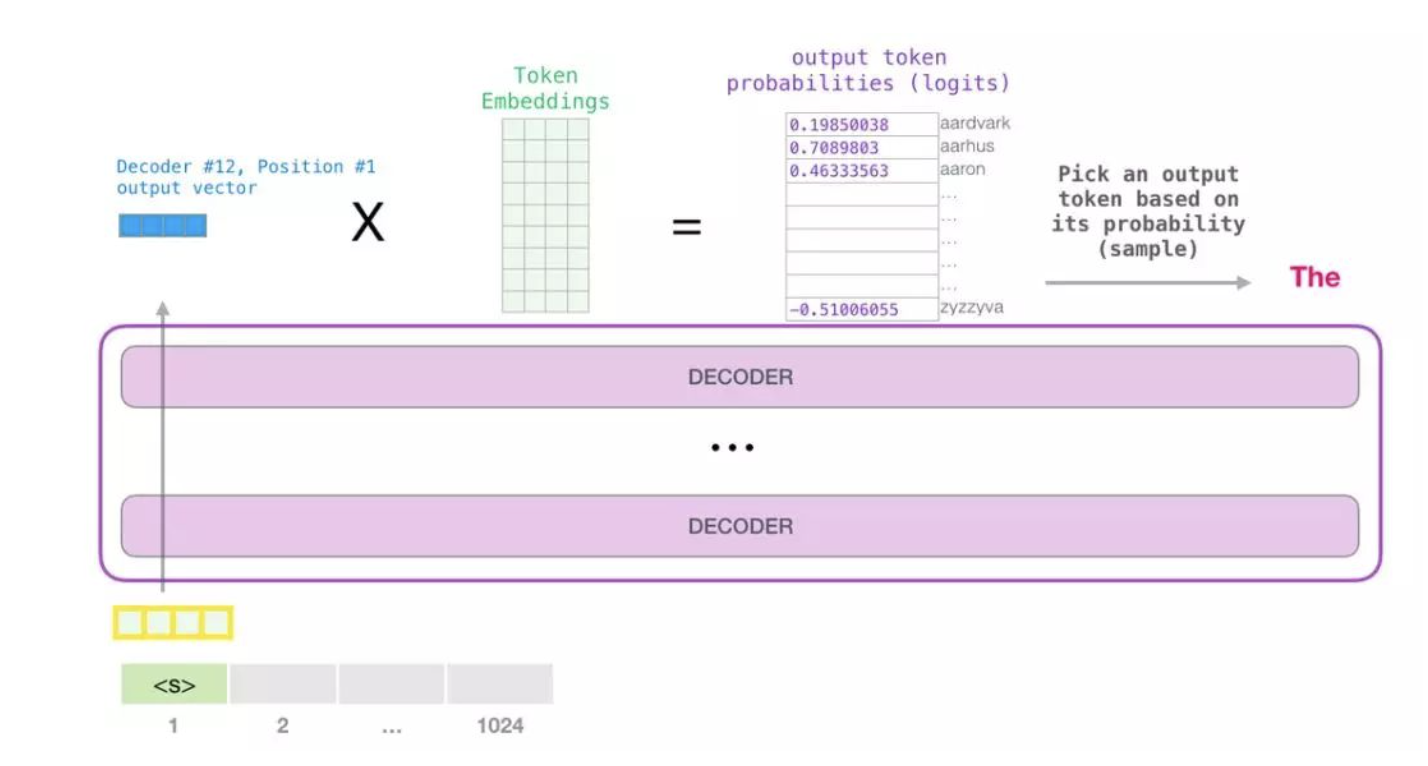 output token
probabilities (logits)
Token
Embeddings
0.19850038 aardvark
0.7089803 aarhus
0.46333563 aaron
...
...
...
...
...
-0.51006055 zyzzyva
Decoder #12, Position #1
output vector
X
=
Pick an output
token based on
its probability
(sample)
The
DECODER
...
DECODER
<s>
1 2 ... 1024